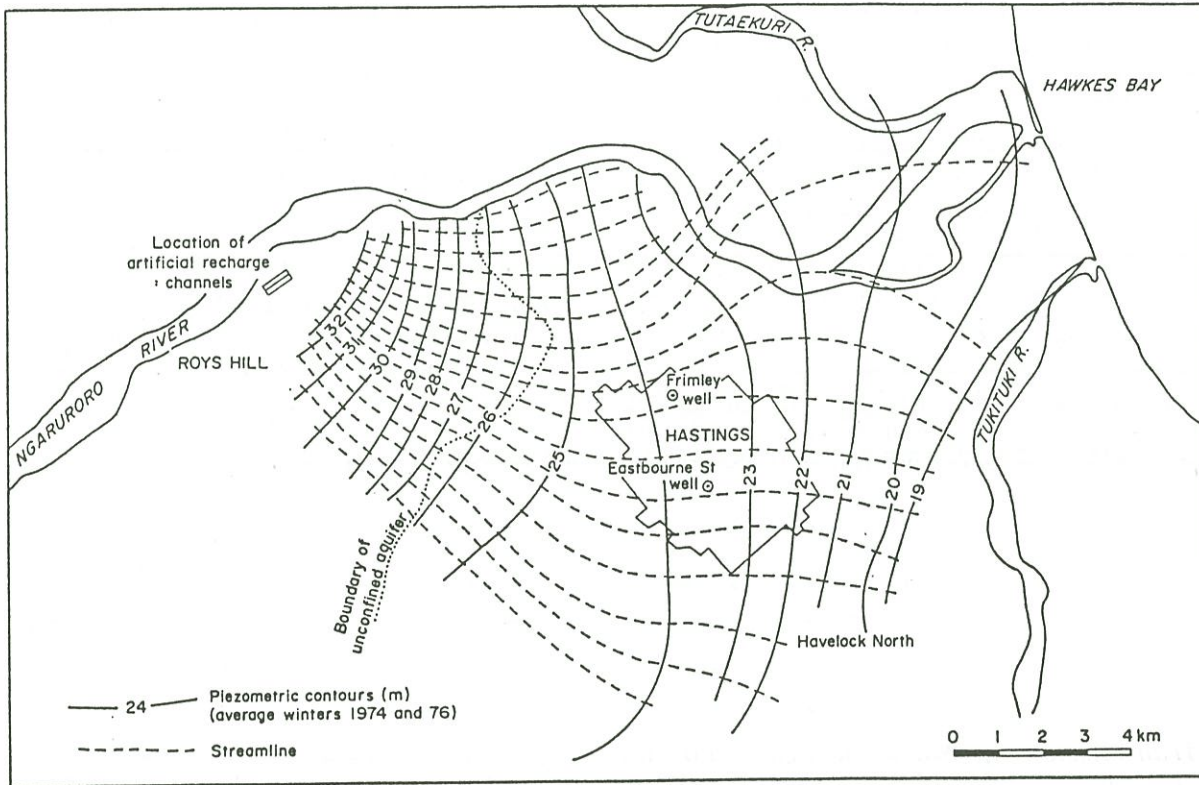 TUTAEKURI R.
HAWKES BAY
Location of
artificial recharge
channels
NGARURORO RIVER
ROYS HILL
32
31
30
29
28
27
26
25
Frimley
well
HASTINGS
Eastbourne St
well
23
22
21
20
19
TUKITUKI R.
Boundary of
unconfined aquifer
Havelock North
24 Piezometric contours (m)
(average winters 1974 and 76)
Streamline
0 1 2 3 4 km